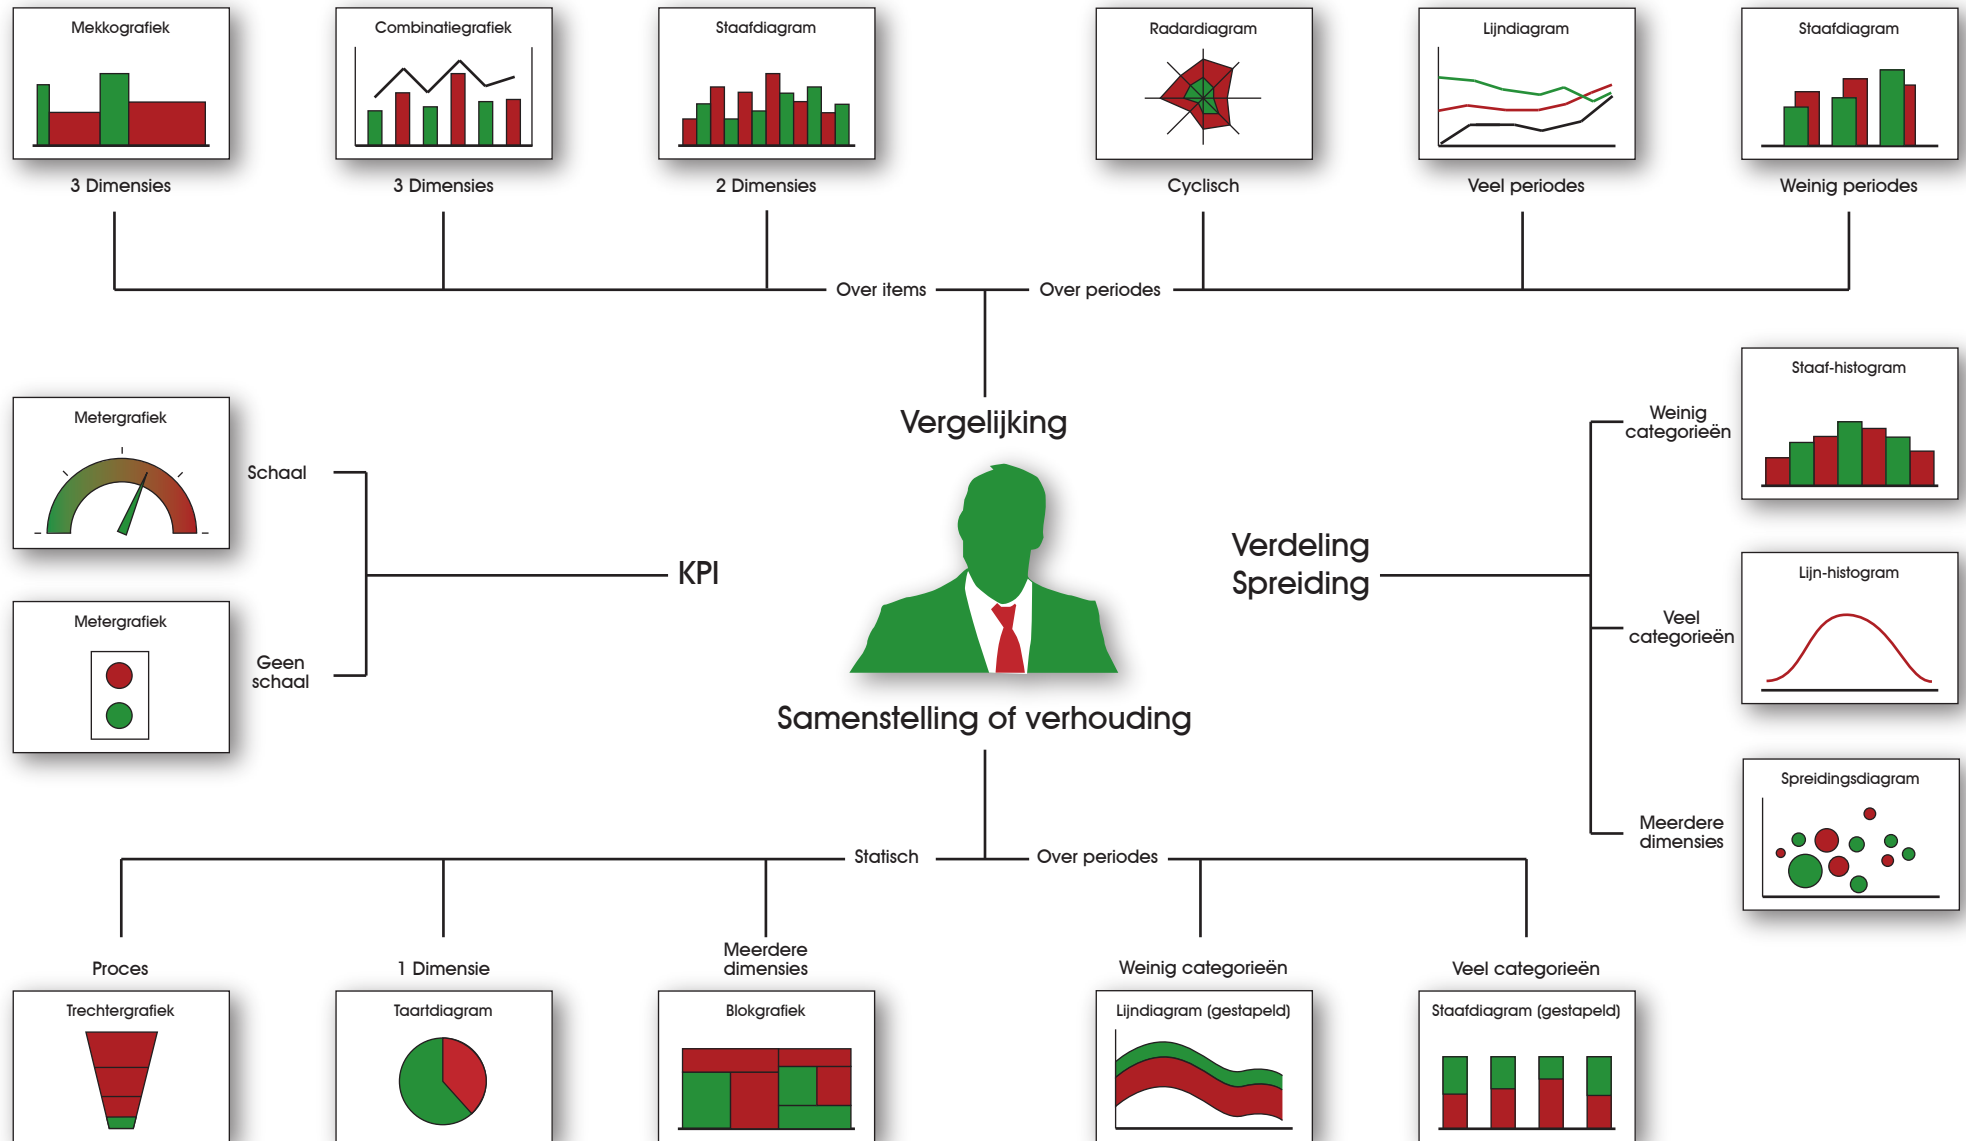 Mekkografiek
Combinatiegrafiek
Staafdiagram
Radardiagram
Lijndiagram
Staafdiagram
3 Dimensies
3 Dimensies
2 Dimensies
Cyclisch
Veel periodes
Weinig periodes
Over items
Over periodes
Vergelijking
Metergrafiek
Schaal
Metergrafiek
Geen
schaal
KPI
Verdeling
Spreiding
Weinig
categorieën
Staaf-histogram
Veel
categorieën
Lijn-histogram
Meerdere
dimensies
Spreidingsdiagram
Samenstelling of verhouding
Statisch
Over periodes
Proces
1 Dimensie
Meerdere
dimensies
Weinig categorieën
Veel categorieën
Trechtergrafiek
Taartdiagram
Blokgrafiek
Lijndiagram (gestapeld)
Staafdiagram (gestapeld)